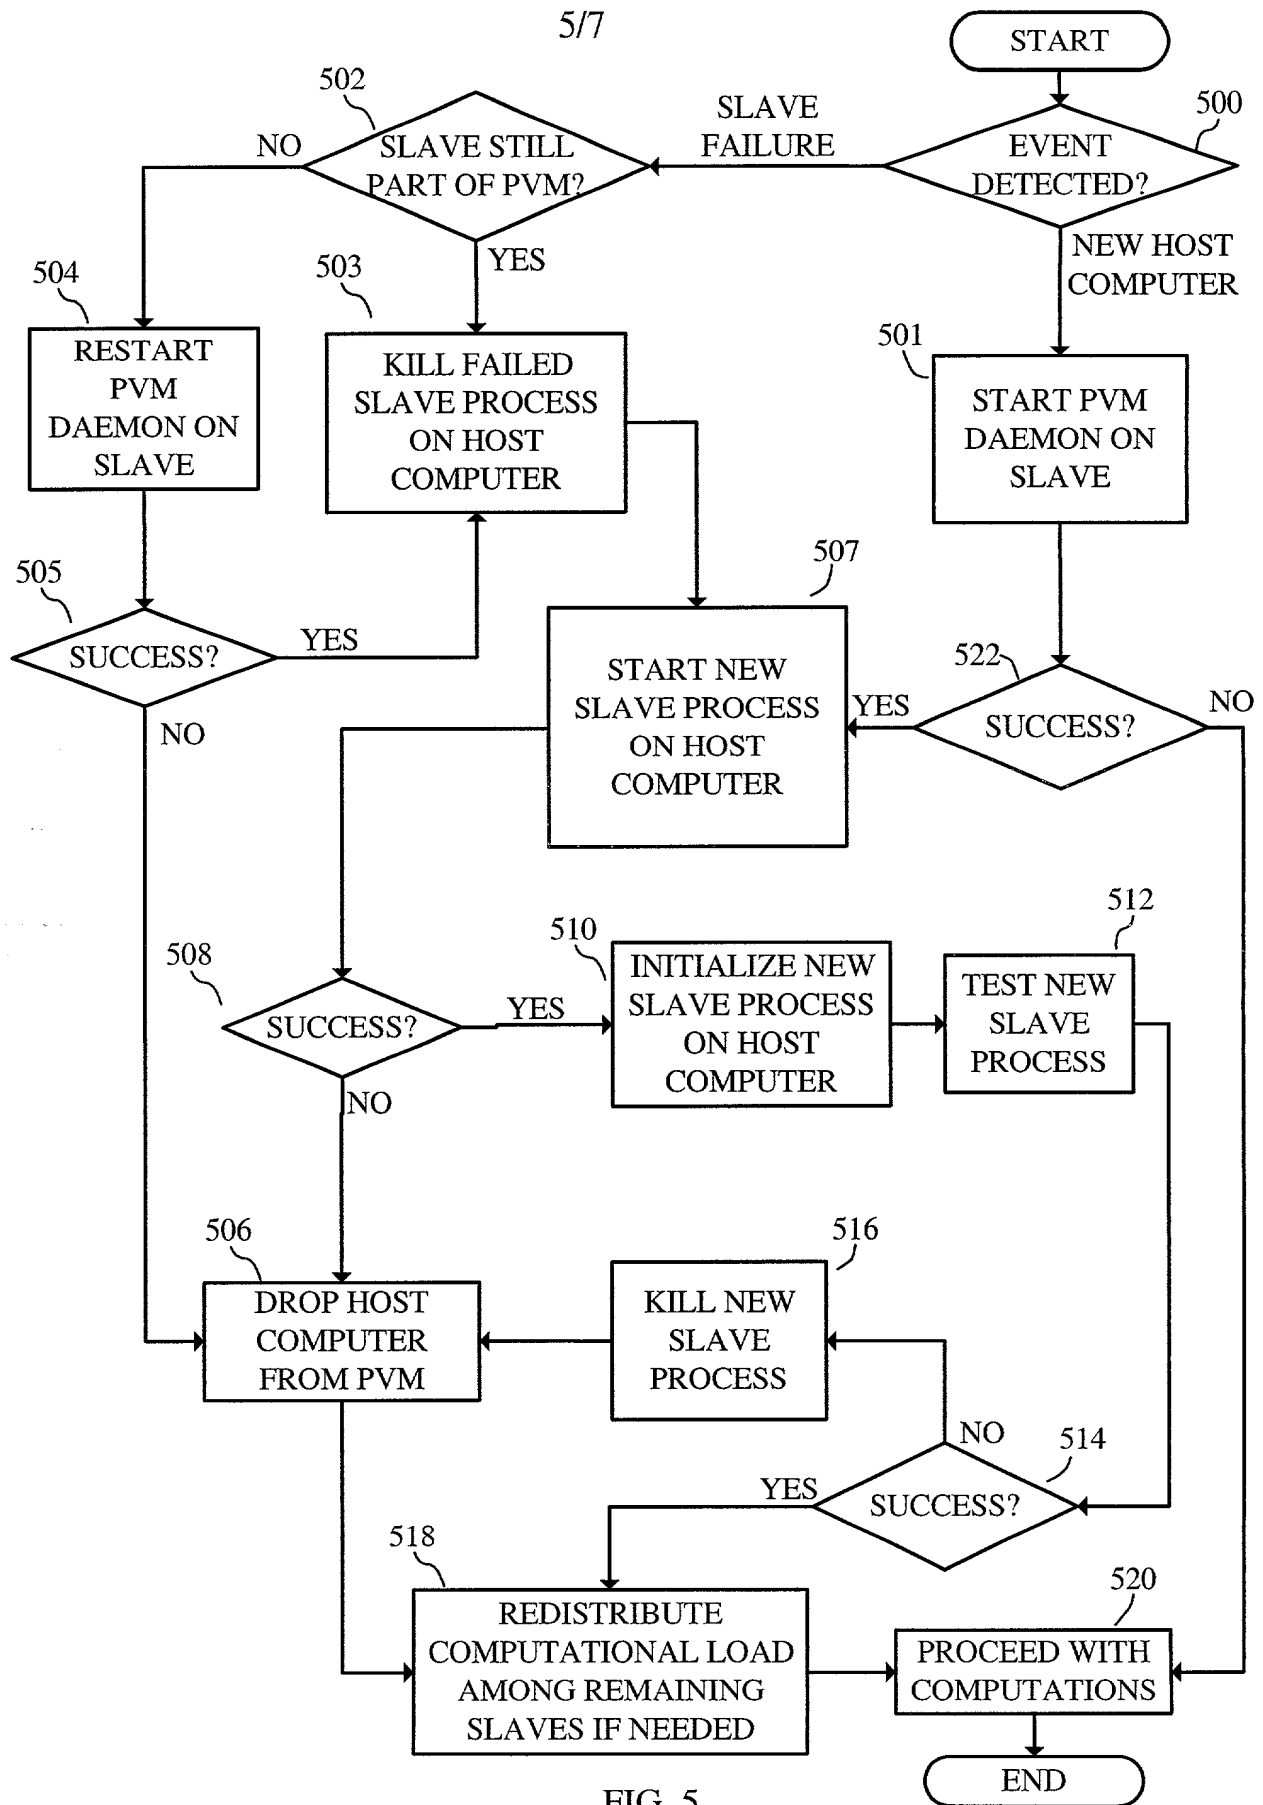 5/7
START
502
SLAVE
FAILURE
500
NO
SLAVE STILL
PART OF PVM?
EVENT
DETECTED?
YES
NEW HOST
COMPUTER
504
503
501
RESTART
PVM
DAEMON ON
SLAVE
KILL FAILED
SLAVE PROCESS
ON HOST
COMPUTER
START PVM
DAEMON ON
SLAVE
505
507
SUCCESS?
YES
NO
START NEW
SLAVE PROCESS
ON HOST
COMPUTER
522
YES
SUCCESS?
NO
508
SUCCESS?
YES
NO
510
INITIALIZE NEW
SLAVE PROCESS
ON HOST
COMPUTER
512
TEST NEW
SLAVE
PROCESS
506
DROP HOST
COMPUTER
FROM PVM
516
KILL NEW
SLAVE
PROCESS
NO
514
YES
SUCCESS?
518
REDISTRIBUTE
COMPUTATIONAL LOAD
AMONG REMAINING
SLAVES IF NEEDED
520
PROCEED WITH
COMPUTATIONS
END
FIG. 5